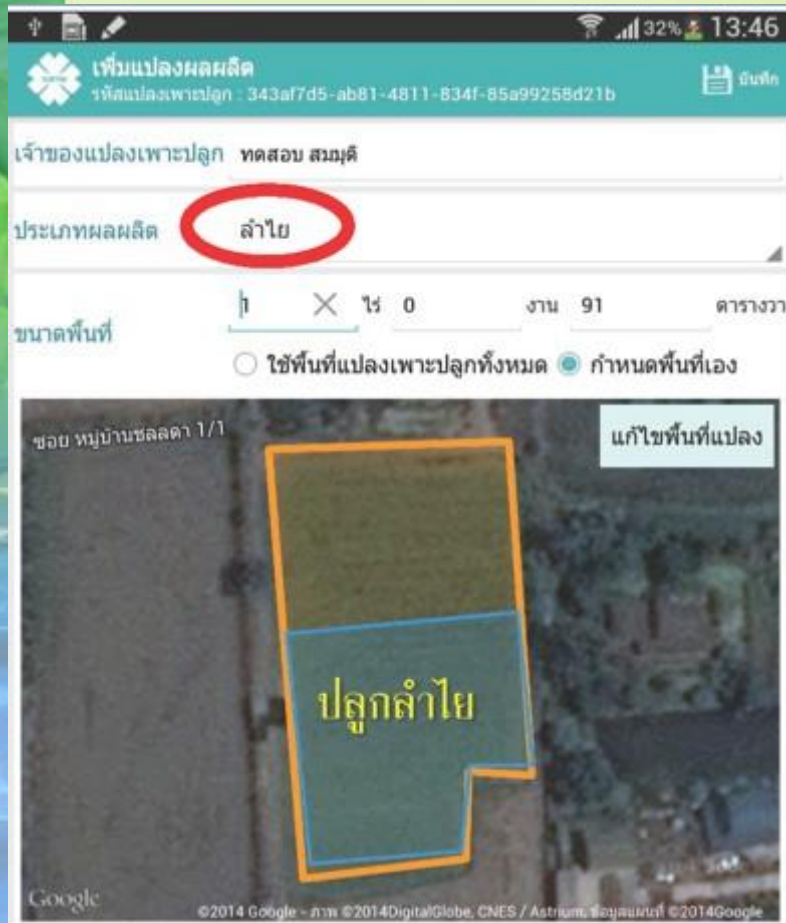 32% 13:46
เพิ่มแปลงผลผลิต
รหัสแปลงเพาะปลูก : 343af7d5-ab81-4811-834f-85a99258d21b
บันทึก
เจ้าของแปลงเพาะปลูก ทดสอบ สมมุติ
ประเภทผลผลิต ลำไย
ขนาดพื้นที่ 1 ไร่ 0 งาน 91 ตารางวา
ใช้พื้นที่แปลงเพาะปลูกทั้งหมด กำหนดพื้นที่เอง
ซอย หมู่บ้านชลลดา 1/1
แก้ไขพื้นที่แปลง
ปลูกลำไย
Google
©2014 Google - ภาพ ©2014DigitalGlobe, CNES / Astrium, ข้อมูลแผนที่ ©2014Google